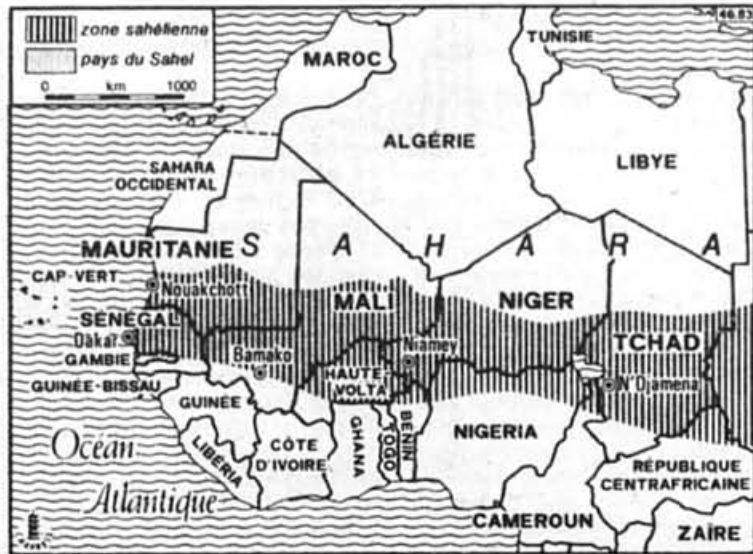 zone sahélienne
pays du Sahel
0 km 1000
MAROC
TUNISIE
ALGÉRIE
LIBYE
SAHARA
OCCIDENTAL
MAURITANIE
S A H A R A
CAP-VERT
Nouakchott
MALI
NIGER
SÉNÉGAL
Dakar
Niamey
TCHAD
GAMBIE
Bamako
HAUTE-
VOLTA
N'Djamena
GUINÉE-BISSAU
GUINÉE
LIBÉRIA
CÔTE
D'IVOIRE
GHANA
TOGO
BÉNIN
NIGERIA
RÉPUBLIQUE
CENTRAFRICAINE
Océan
Atlantique
CAMEROUN
ZAÏRE